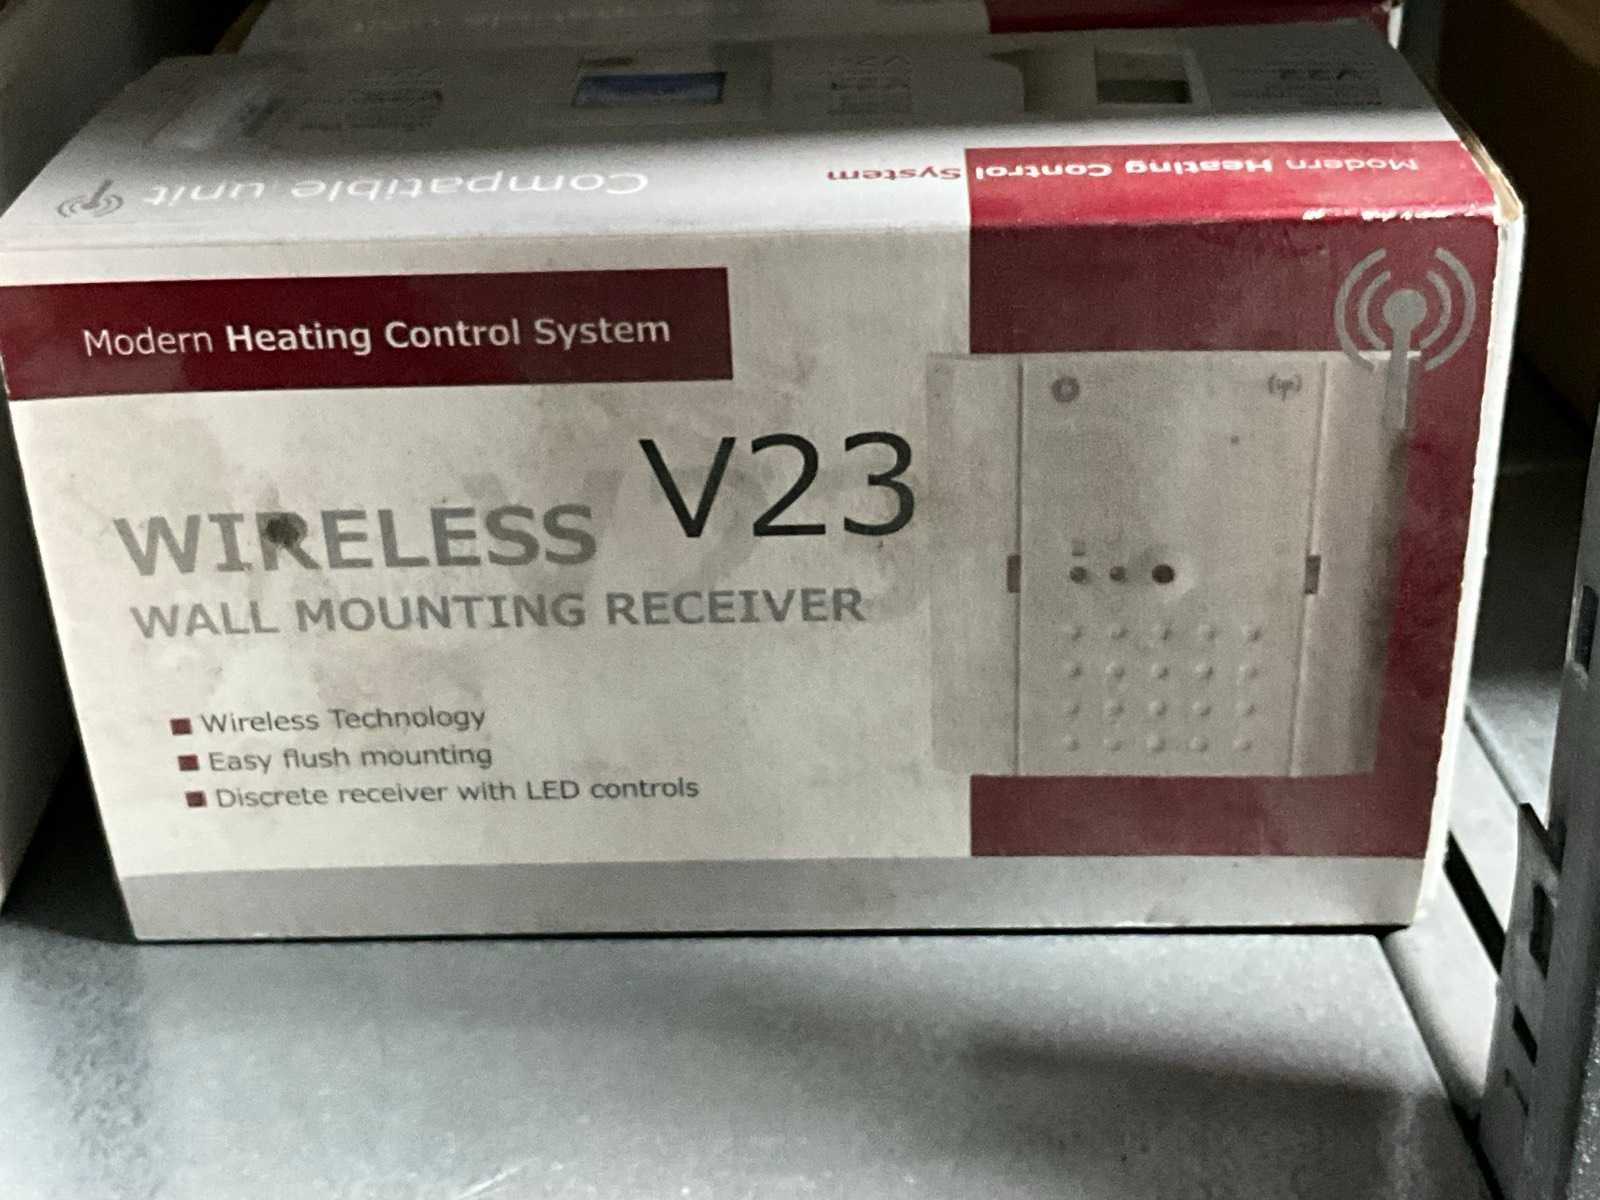 Compatible unit
Modern Heating Control System
Modern Heating Control System
V23
WIRELESS
WALL MOUNTING RECEIVER
Wireless Technology
Easy flush mounting
Discrete receiver with LED controls